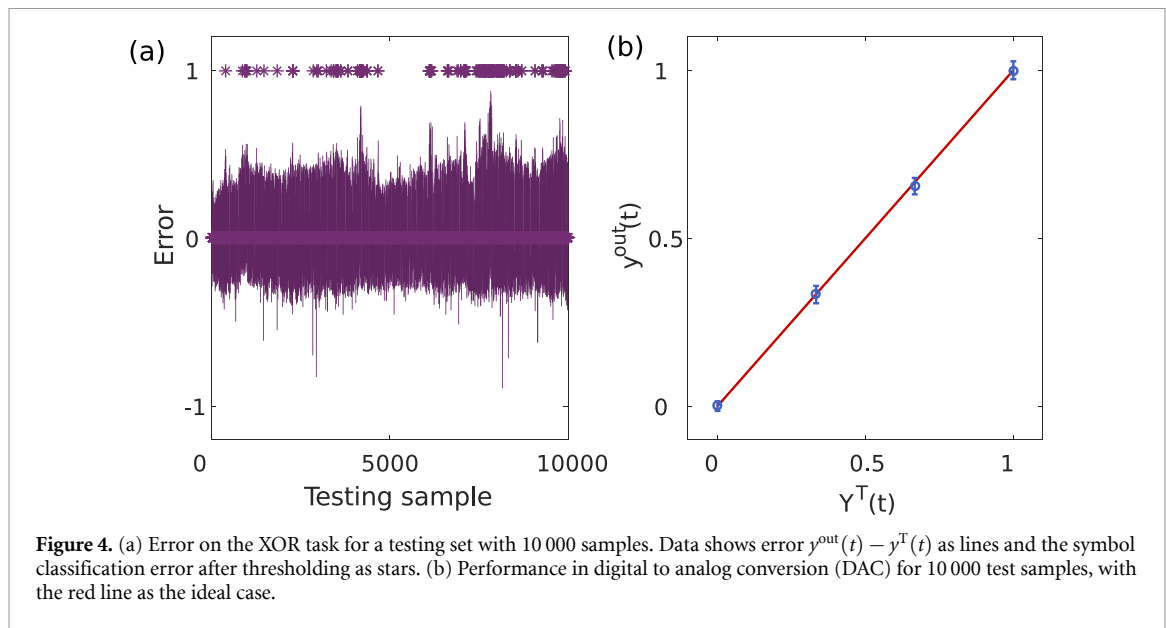 (a)
(b)
1
0
-1
Error
0
5000
10000
Testing sample
1
0.5
0
y^out(t)
0
0.5
1
Y^T(t)
Figure 4. (a) Error on the XOR task for a testing set with 10 000 samples. Data shows error y^out(t) − y^T(t) as lines and the symbol
classification error after thresholding as stars. (b) Performance in digital to analog conversion (DAC) for 10 000 test samples, with
the red line as the ideal case.